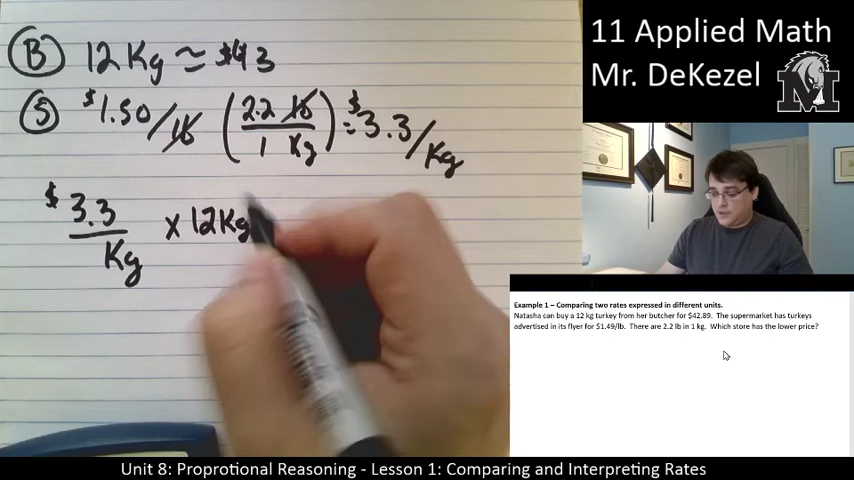 11 Applied Math
Mr. DeKezel
M
B 12 Kg ≈ $43
S $1.50/lb (2.2 lb / 1 Kg) = $3.3/Kg
$3.3/Kg x 12Kg
Example 1 – Comparing two rates expressed in different units.
Natasha can buy a 12 kg turkey from her butcher for $42.89. The supermarket has turkeys
advertised in its flyer for $1.49/lb. There are 2.2 lb in 1 kg. Which store has the lower price?
Unit 8: Proprotional Reasoning - Lesson 1: Comparing and Interpreting Rates